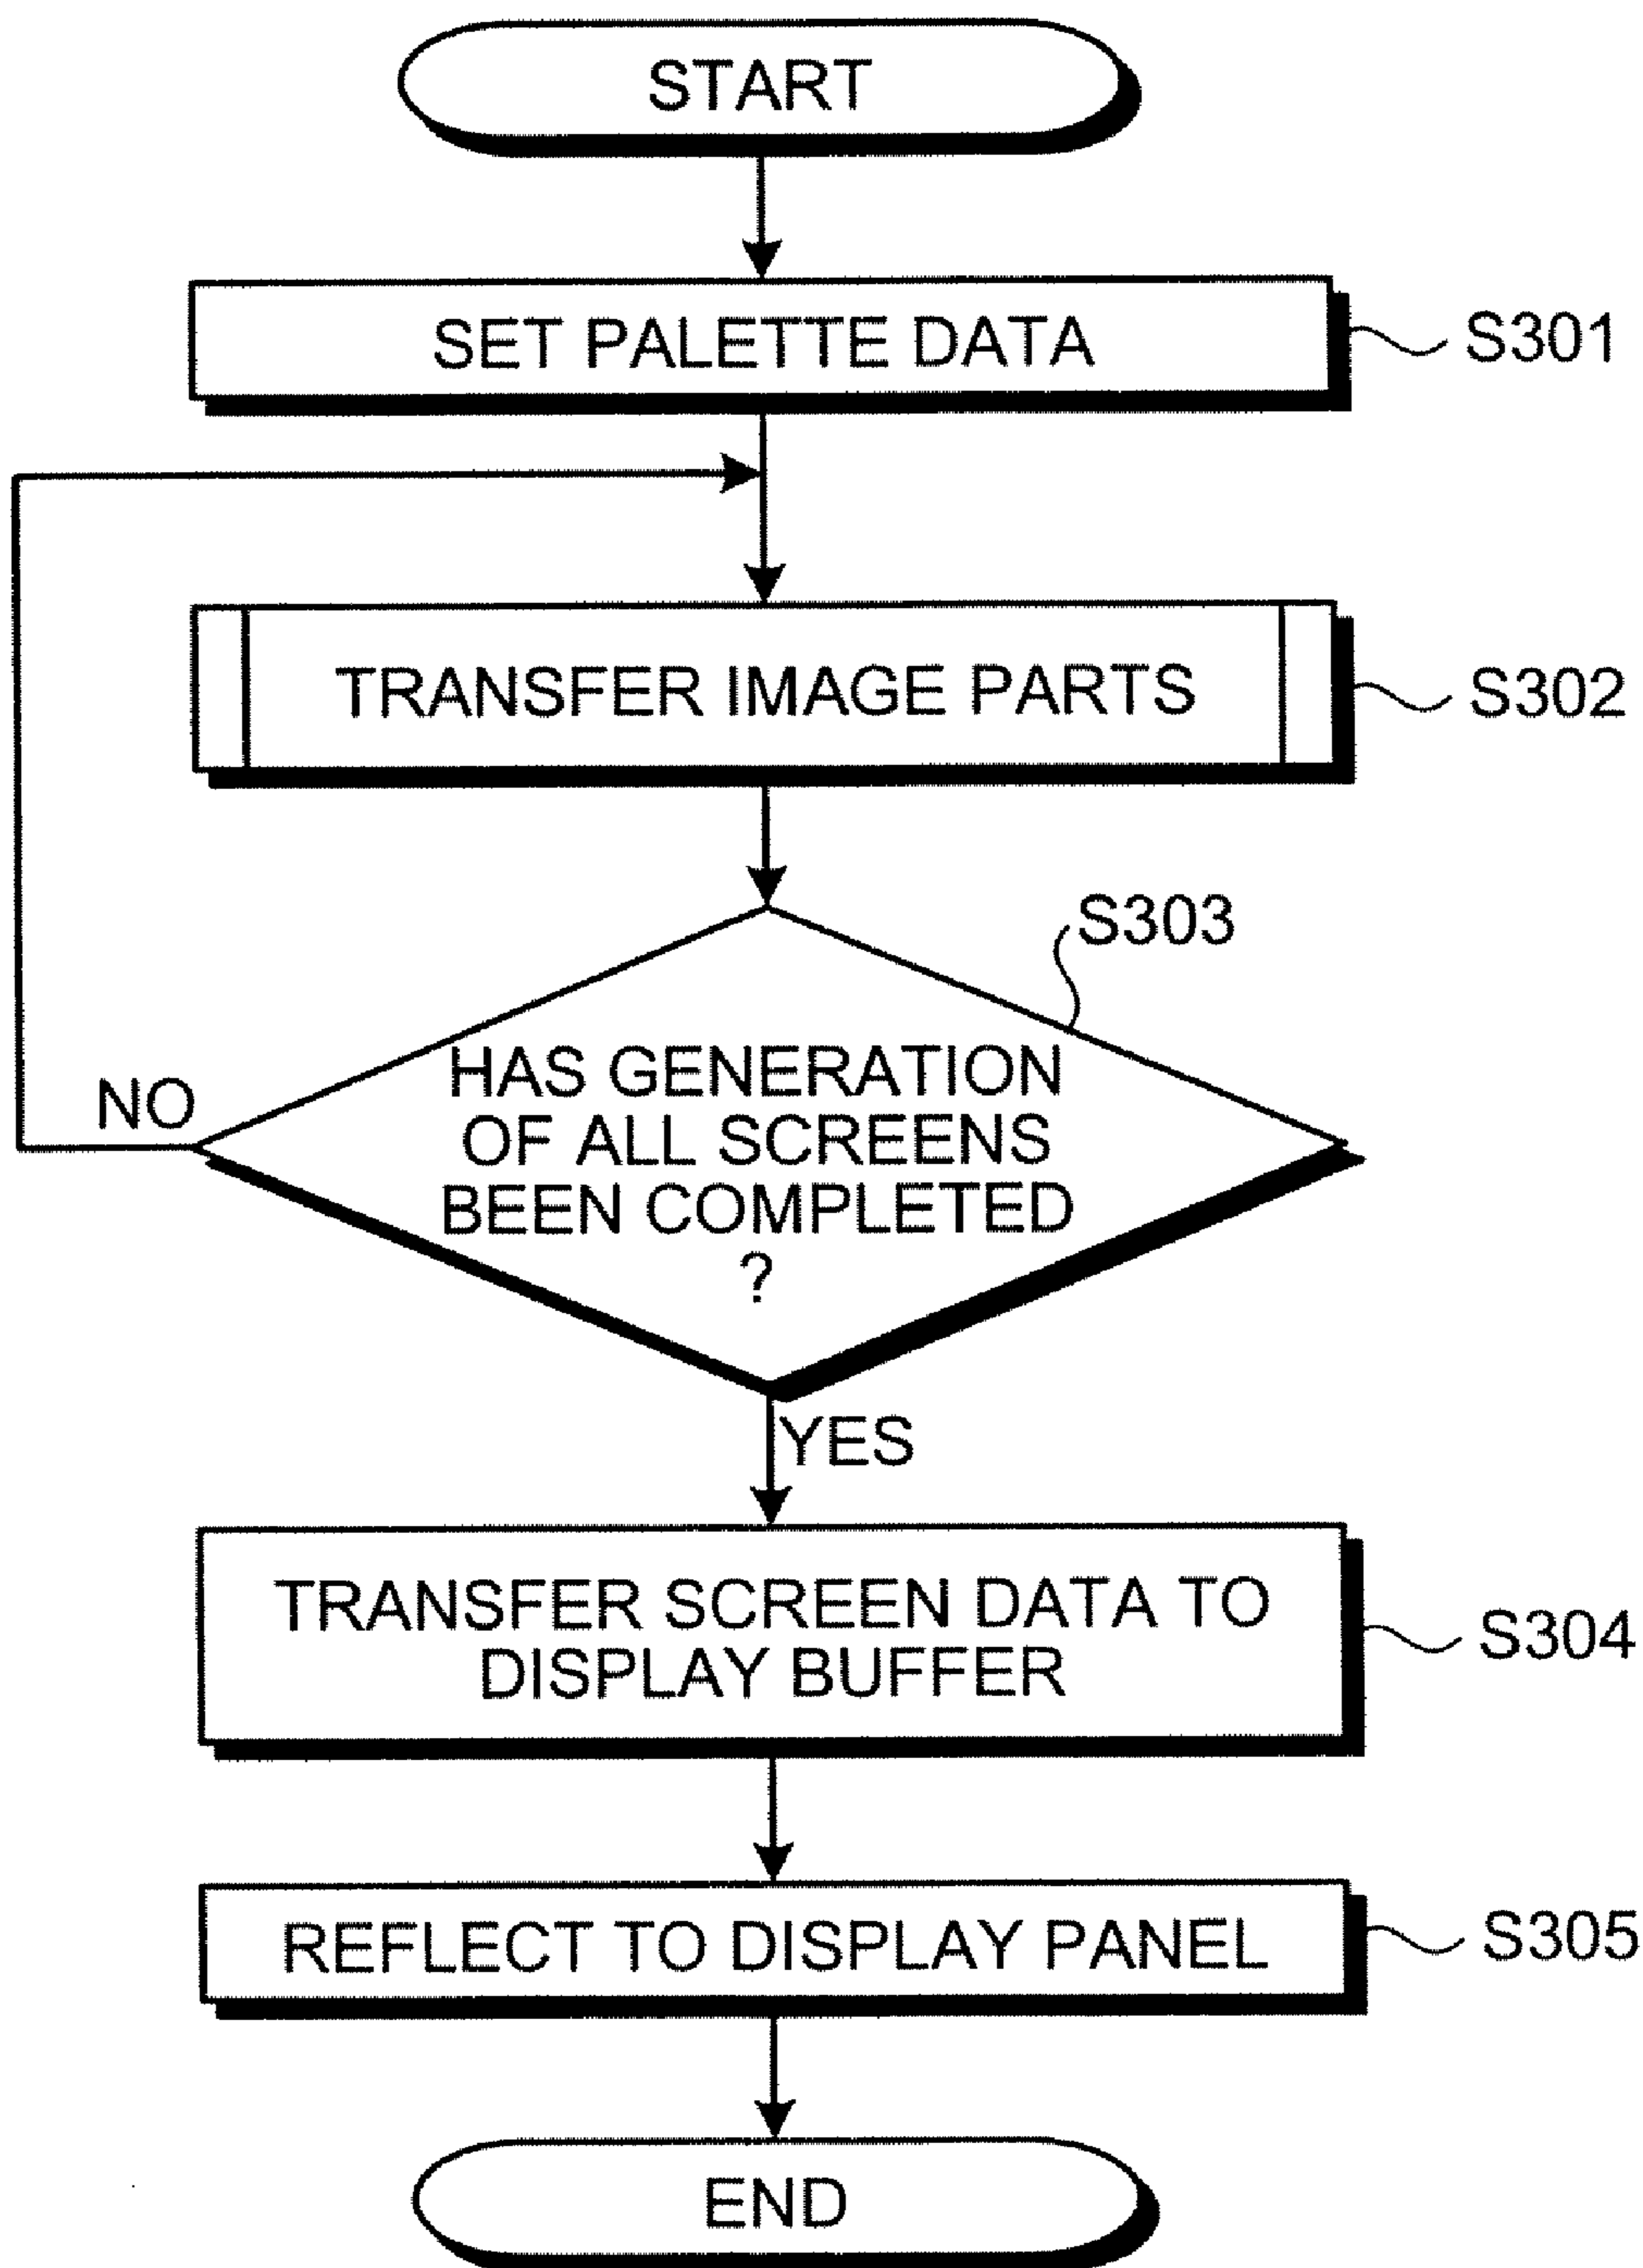 START
SET PALETTE DATA
S301
TRANSFER IMAGE PARTS
S302
S303
HAS GENERATION
OF ALL SCREENS
BEEN COMPLETED
?
NO
YES
TRANSFER SCREEN DATA TO
DISPLAY BUFFER
S304
REFLECT TO DISPLAY PANEL
S305
END